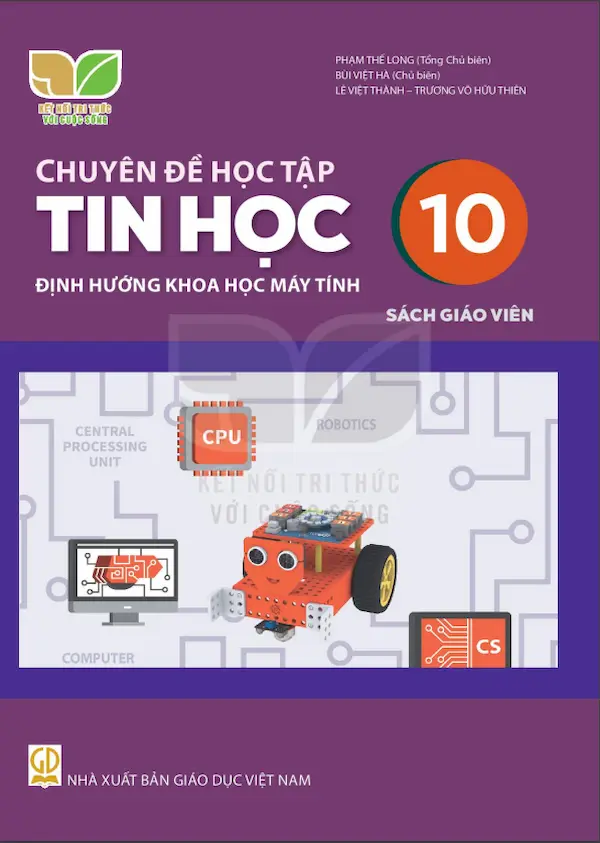 PHẠM THẾ LONG (Tổng Chủ biên)
BÙI VIỆT HÀ (Chủ biên)
LÊ VIỆT THÀNH – TRƯƠNG VÕ HỮU THIÊN
KẾT NỐI TRI THỨC
VỚI CUỘC SỐNG
CHUYÊN ĐỀ HỌC TẬP
TIN HỌC
10
ĐỊNH HƯỚNG KHOA HỌC MÁY TÍNH
SÁCH GIÁO VIÊN
CENTRAL
PROCESSING
UNIT
CPU
ROBOTICS
KẾT NỐI TRI THỨC
VỚI CUỘC SỐNG
COMPUTER
CS
GD
NHÀ XUẤT BẢN GIÁO DỤC VIỆT NAM